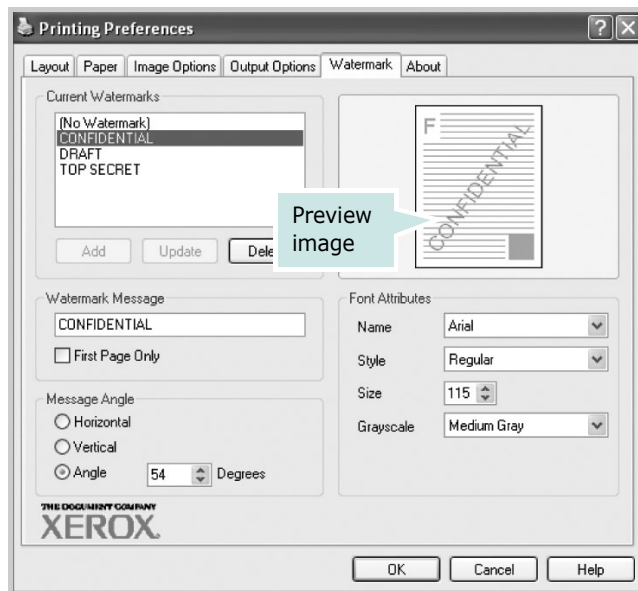 Printing Preferences
Layout Paper Image Options Output Options Watermark About
Current Watermarks
(No Watermark)
CONFIDENTIAL
DRAFT
TOP SECRET
Add Update Dele
F
CONFIDENTIAL
Preview
image
Watermark Message
CONFIDENTIAL
First Page Only
Message Angle
Horizontal
Vertical
Angle 54 Degrees
Font Attributes
Name Arial
Style Regular
Size 115
Grayscale Medium Gray
THE DOCUMENT COMPANY
XEROX.
OK Cancel Help